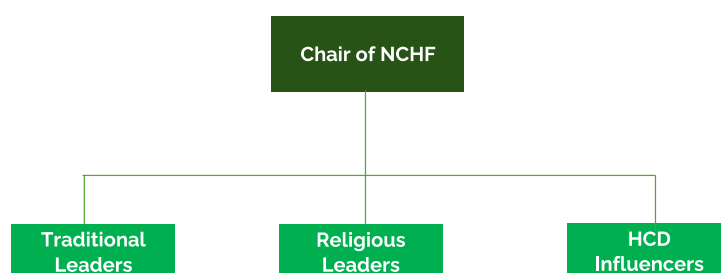 Chair of NCHF
Traditional
Leaders
Religious
Leaders
HCD
Influencers